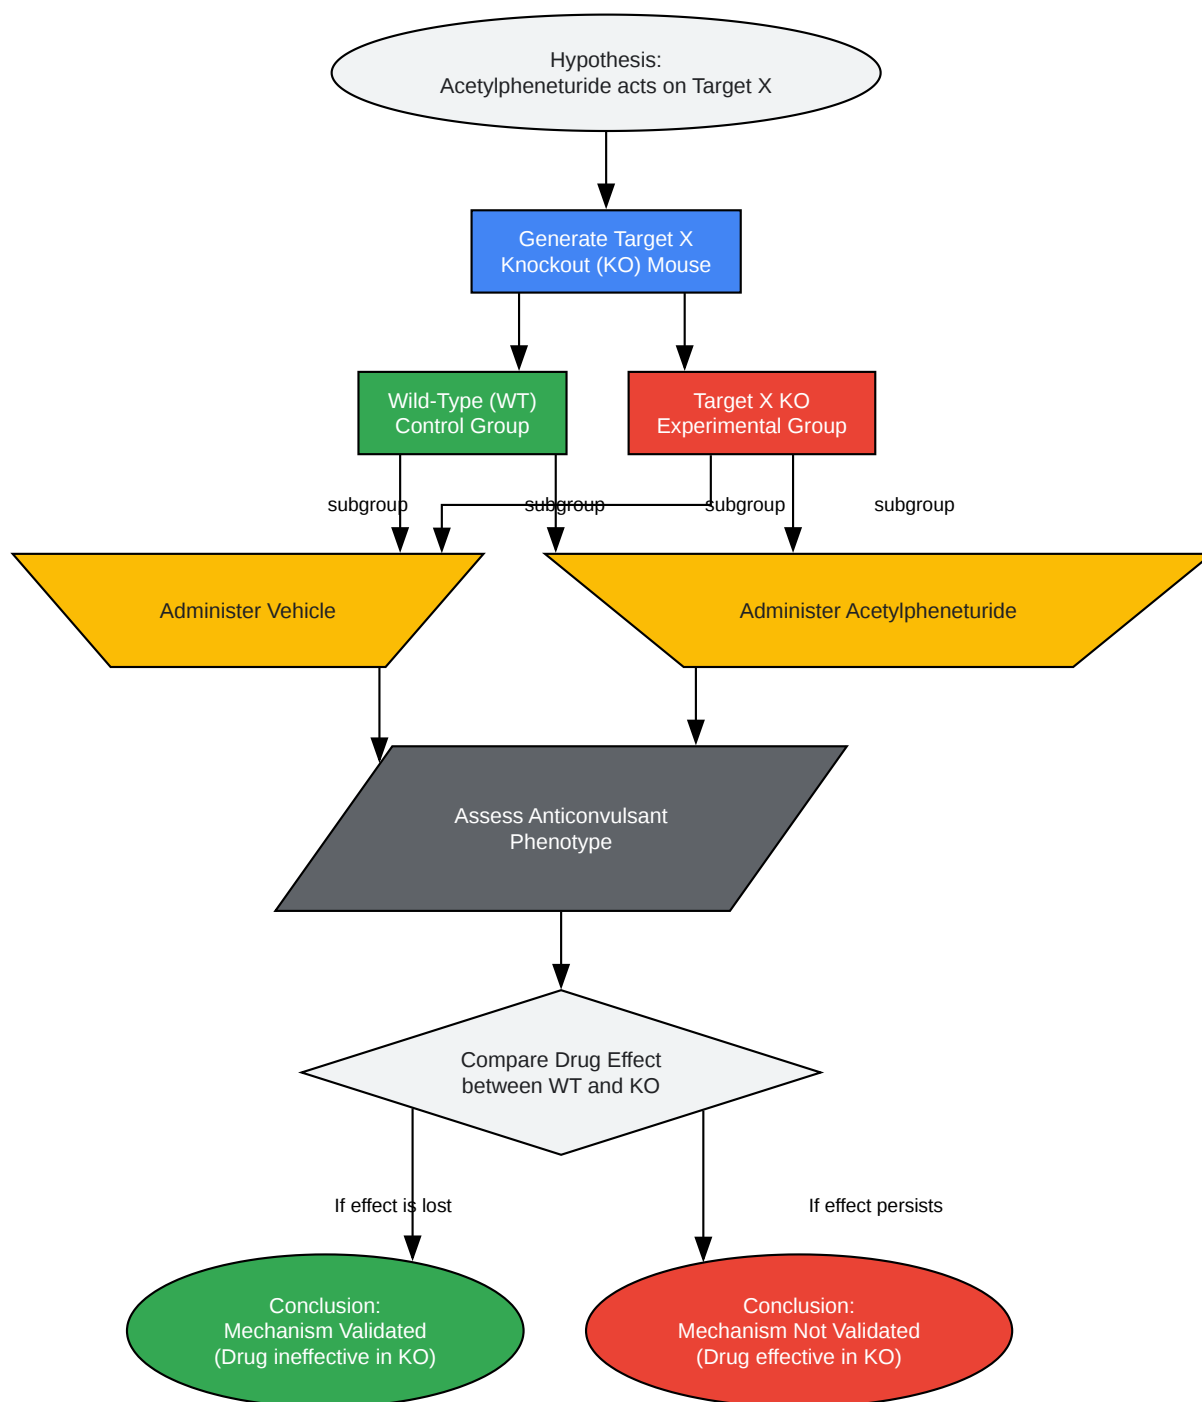 Hypothesis:
Acetylpheneturide acts on Target X
Generate Target X
Knockout (KO) Mouse
Wild-Type (WT)
Control Group
Target X KO
Experimental Group
subgroup
subgroup
subgroup
subgroup
Administer Vehicle
Administer Acetylpheneturide
Assess Anticonvulsant
Phenotype
Compare Drug Effect
between WT and KO
If effect is lost
If effect persists
Conclusion:
Mechanism Validated
(Drug ineffective in KO)
Conclusion:
Mechanism Not Validated
(Drug effective in KO)